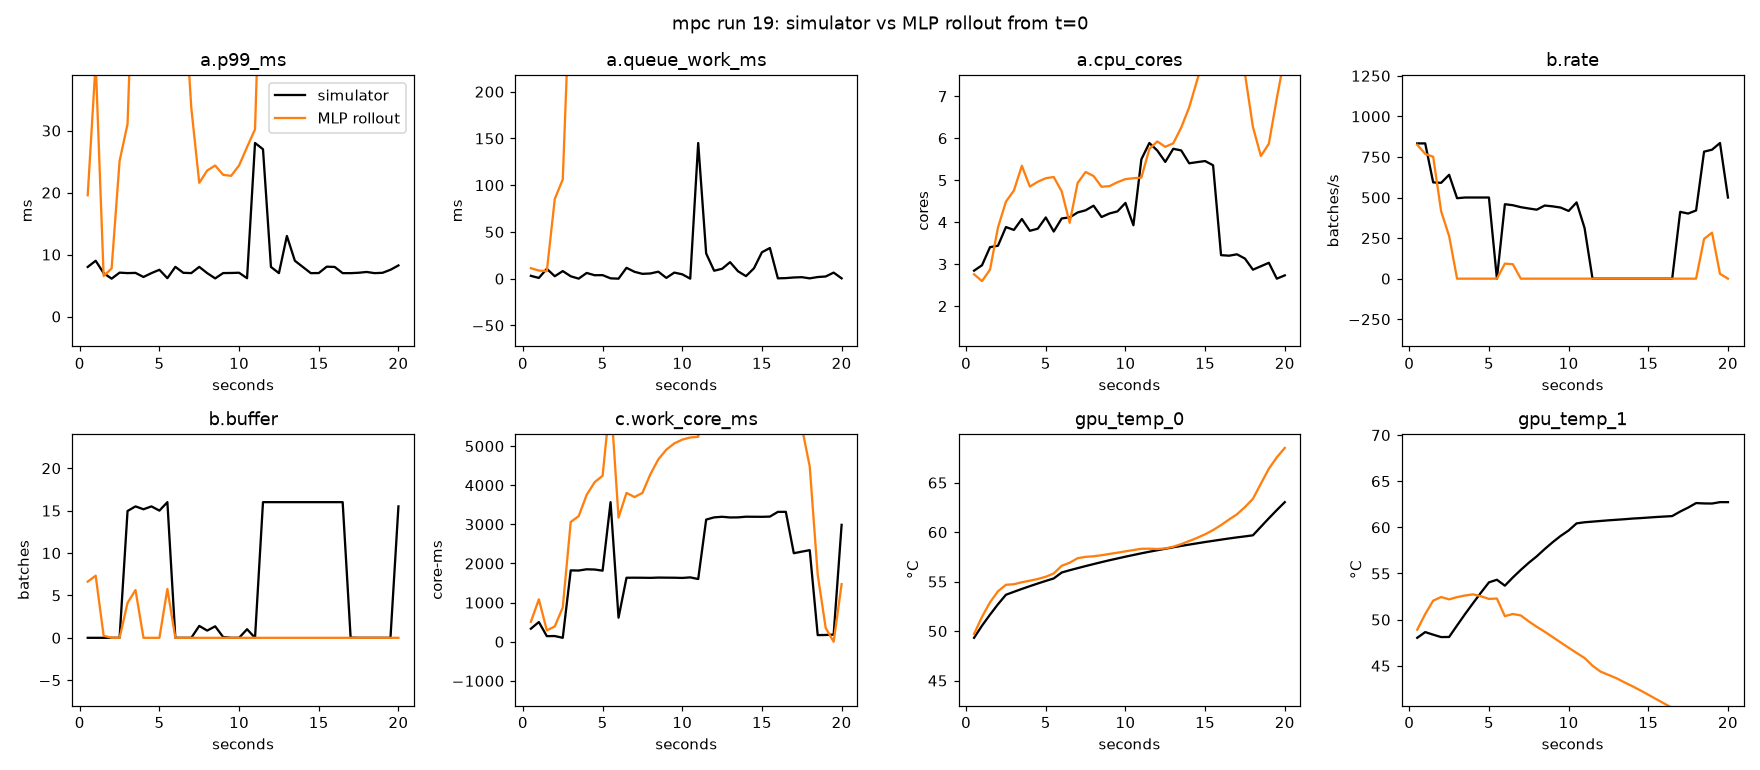 mpc run 19: simulator vs MLP rollout from t=0
a.p99_ms
ms
30
20
10
0
simulator
MLP rollout
0 5 10 15 20
seconds
a.queue_work_ms
ms
200
150
100
50
0
−50
0 5 10 15 20
seconds
a.cpu_cores
cores
7
6
5
4
3
2
0 5 10 15 20
seconds
b.rate
batches/s
1250
1000
750
500
250
0
−250
0 5 10 15 20
seconds
b.buffer
batches
20
15
10
5
0
−5
0 5 10 15 20
seconds
c.work_core_ms
core-ms
5000
4000
3000
2000
1000
0
−1000
0 5 10 15 20
seconds
gpu_temp_0
°C
65
60
55
50
45
0 5 10 15 20
seconds
gpu_temp_1
°C
70
65
60
55
50
45
0 5 10 15 20
seconds